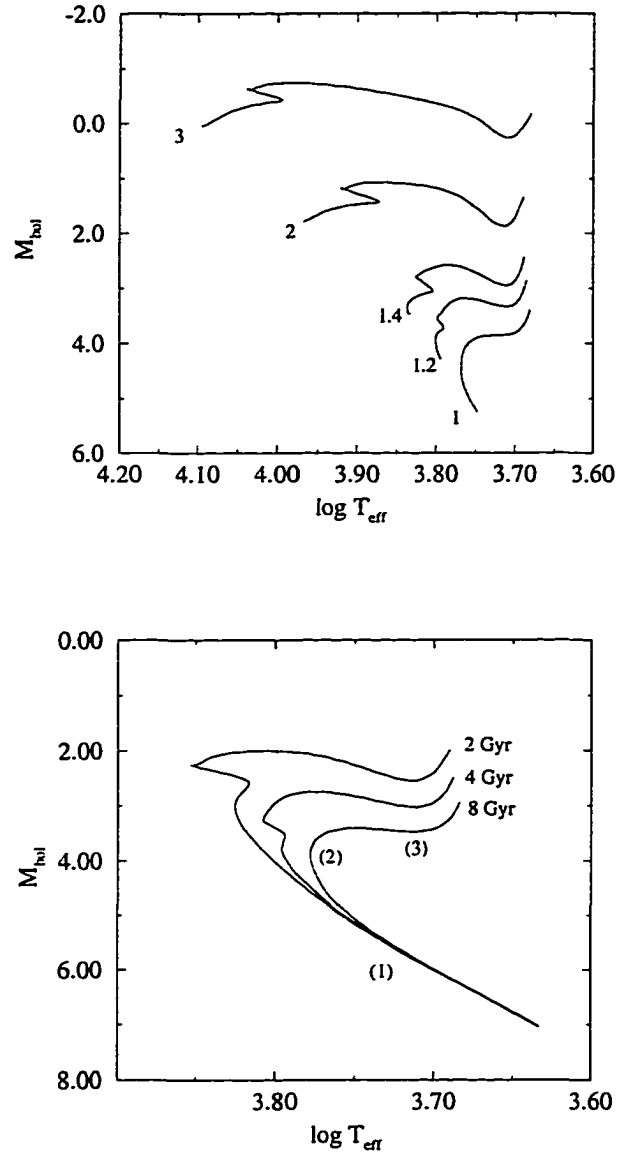 -2.0
0.0
M_bol
2.0
4.0
6.0
3
2
1.4
1.2
1
4.20 4.10 4.00 3.90 3.80 3.70 3.60
log T_eff
0.00
2.00
M_bol
4.00
6.00
8.00
2 Gyr
4 Gyr
8 Gyr
(2) (3)
(1)
3.80 3.70 3.60
log T_eff